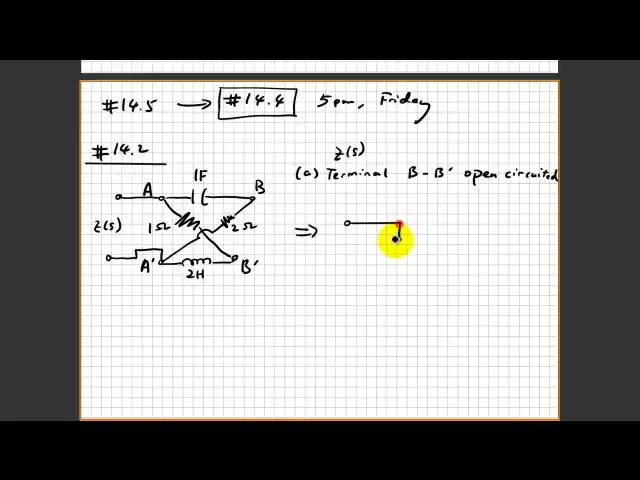 #14.5 → #14.4 5pm, Friday
#14.2
Z(s)
(a) Terminal B-B' open circuited
1F
A
B
Z(s)
1Ω
2Ω
⇒
A'
2H
B'